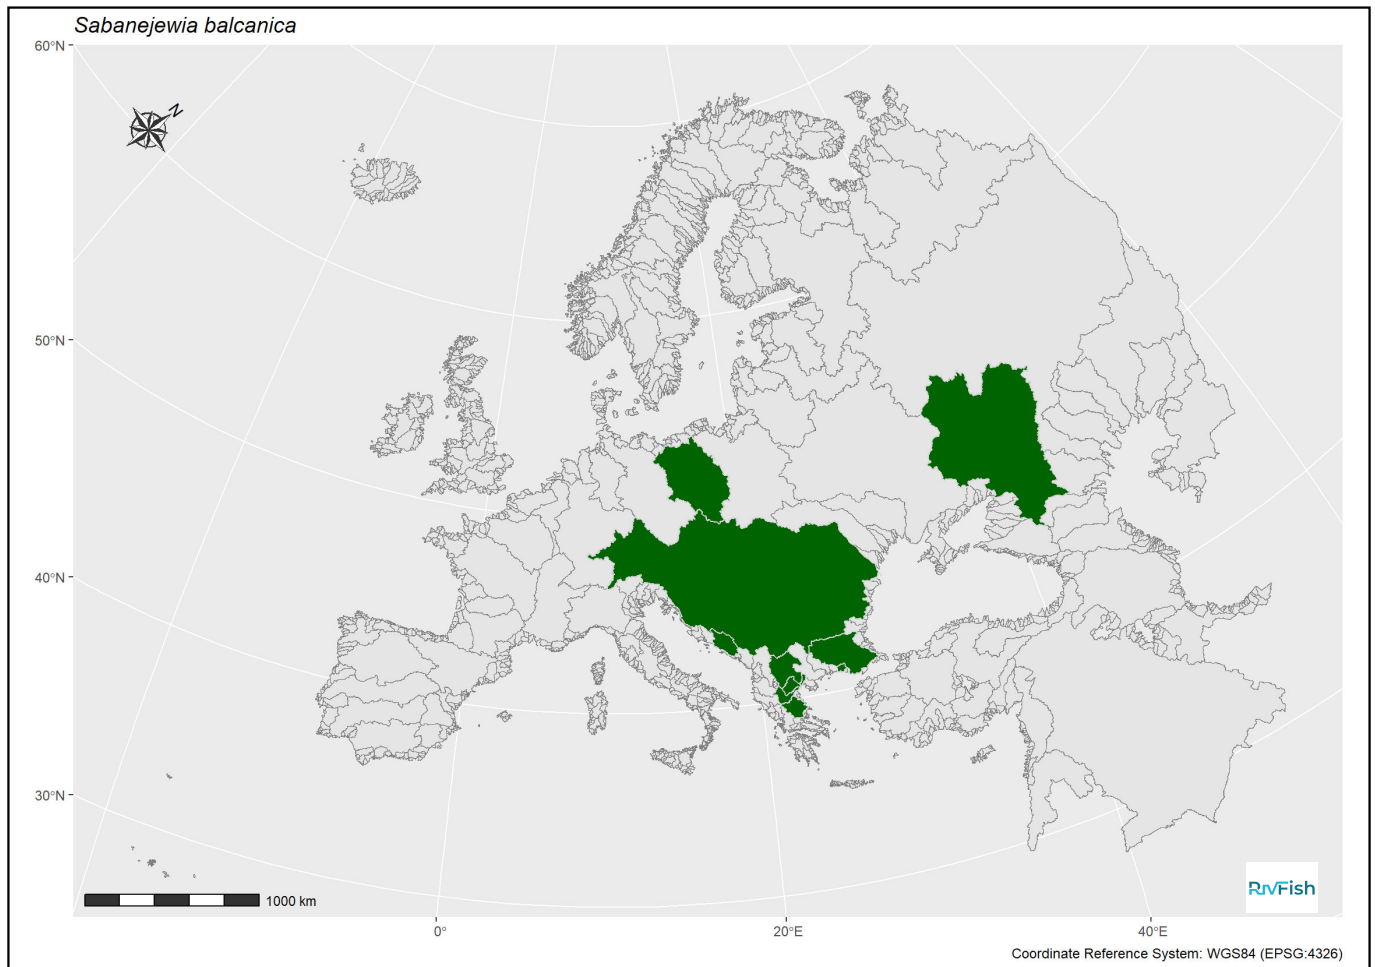 Sabanejewia balcanica
60°N
N
50°N
40°N
30°N
1000 km
RivFish
0°
20°E
40°E
Coordinate Reference System: WGS84 (EPSG:4326)